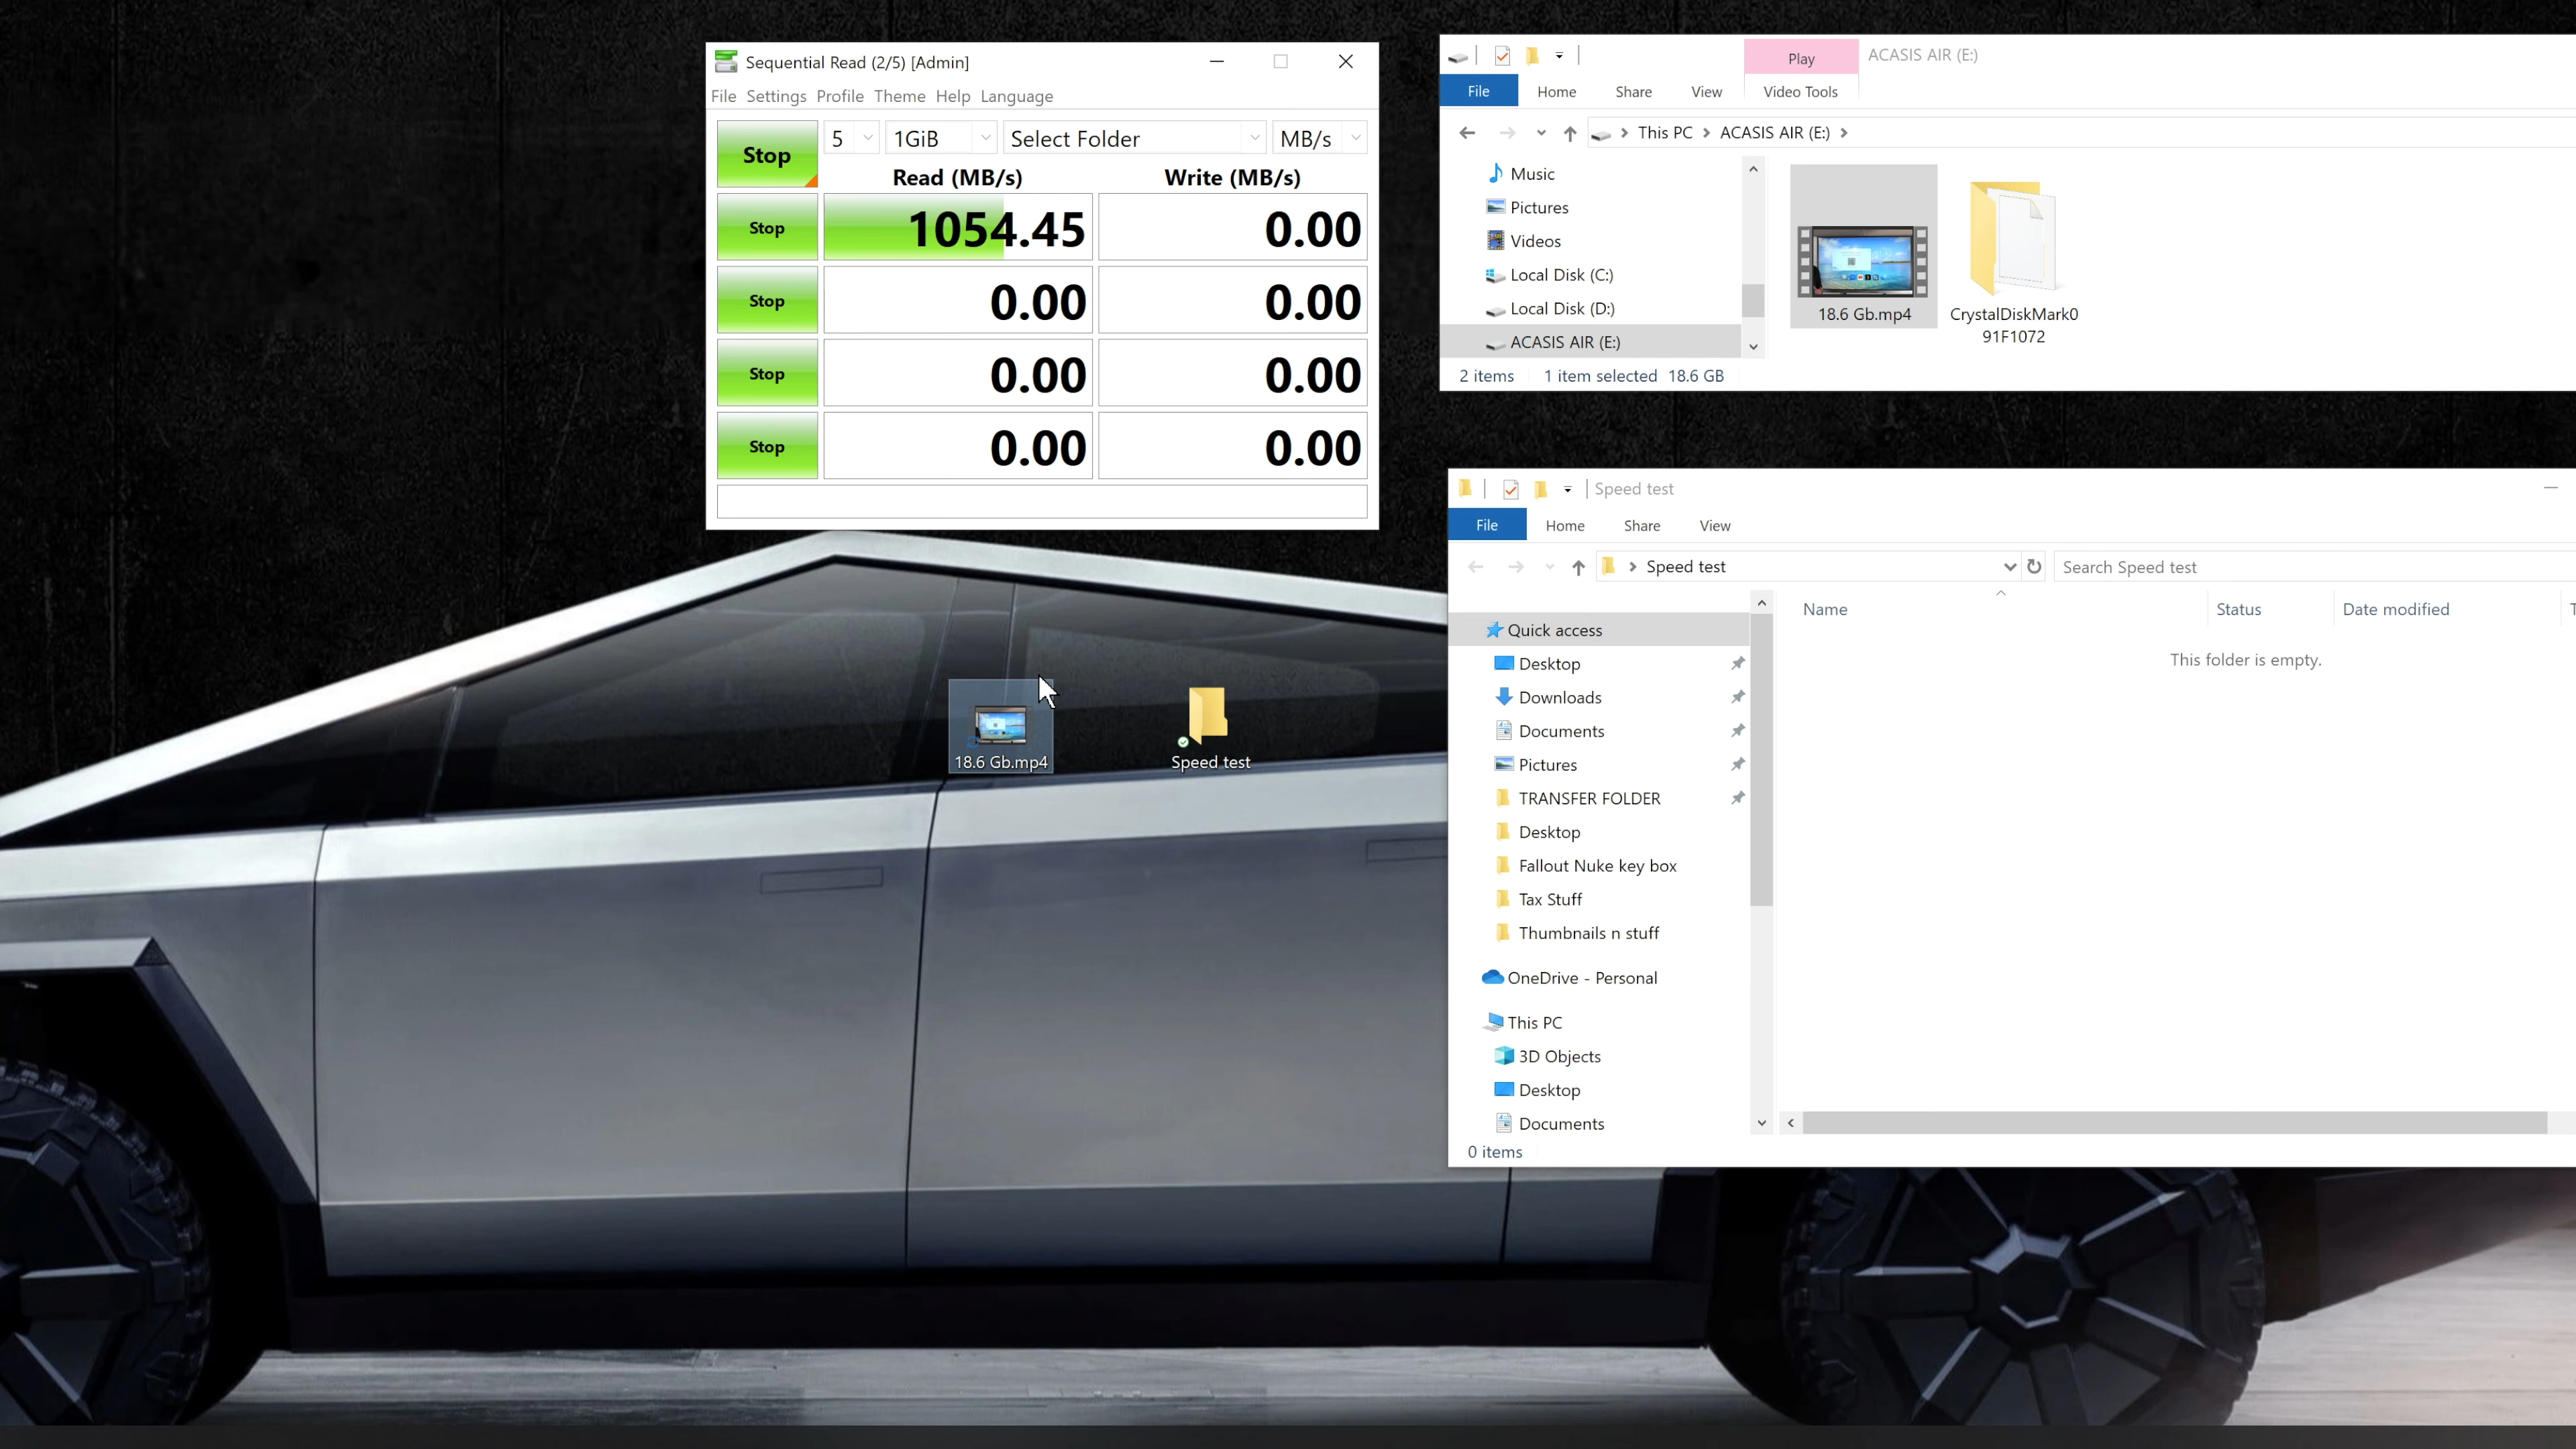 Sequential Read (2/5) [Admin]
File Settings Profile Theme Help Language
Stop 5 1GiB Select Folder MB/s
Read (MB/s) Write (MB/s)
Stop 1054.45 0.00
Stop 0.00 0.00
Stop 0.00 0.00
Stop 0.00 0.00
Play ACASIS AIR (E:)
File Home Share View Video Tools
This PC ACASIS AIR (E:)
Music
Pictures
Videos
Local Disk (C:)
Local Disk (D:)
ACASIS AIR (E:)
18.6 Gb.mp4
CrystalDiskMark0
91F1072
2 items 1 item selected 18.6 GB
18.6 Gb.mp4
Speed test
Speed test
File Home Share View
Speed test Search Speed test
Name Status Date modified
This folder is empty.
Quick access
Desktop
Downloads
Documents
Pictures
TRANSFER FOLDER
Desktop
Fallout Nuke key box
Tax Stuff
Thumbnails n stuff
OneDrive - Personal
This PC
3D Objects
Desktop
Documents
0 items